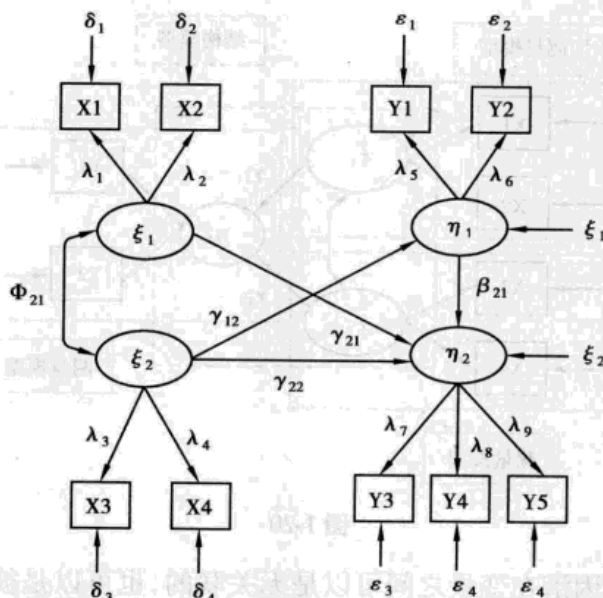 δ₁ δ₂ ε₁ ε₂
X1 X2 Y1 Y2
λ₁ λ₂ λ₅ λ₆
ξ₁ η₁ ξ₁
Φ₂₁ γ₁₂ γ₂₁ β₂₁
ξ₂ η₂ ξ₂
γ₂₂
λ₃ λ₄ λ₇ λ₈ λ₉
X3 X4 Y3 Y4 Y5
δ₃ δ₄ ε₃ ε₄ ε₄